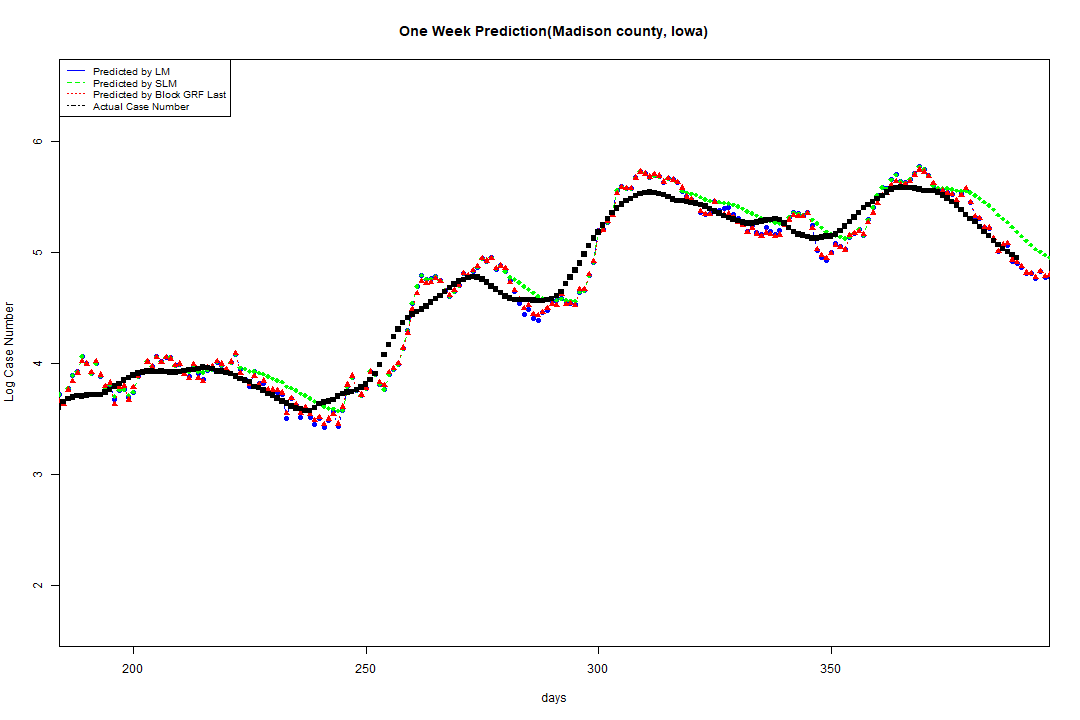 One Week Prediction(Madison county, Iowa)
Predicted by LM
Predicted by SLM
Predicted by Block GRF Last
Actual Case Number
6
5
4
3
2
Log Case Number
200
250
300
350
days